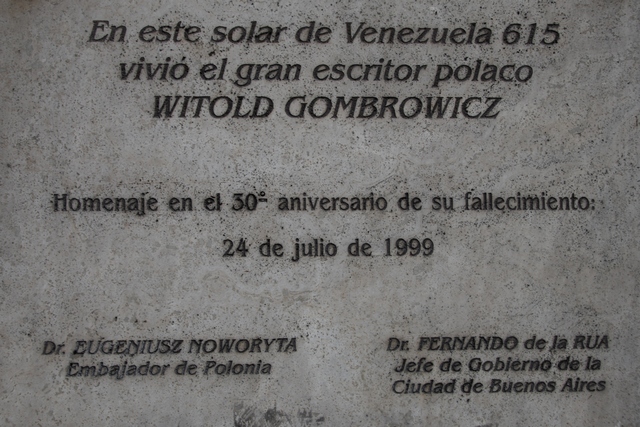 En este solar de Venezuela 615
vivió el gran escritor polaco
WITOLD GOMBROWICZ
Homenaje en el 30º aniversario de su fallecimiento:
24 de julio de 1999
Dr. EUGENIUSZ NOWORYTA
Embajador de Polonia
Dr. FERNANDO de la RUA
Jefe de Gobierno de la
Ciudad de Buenos Aires